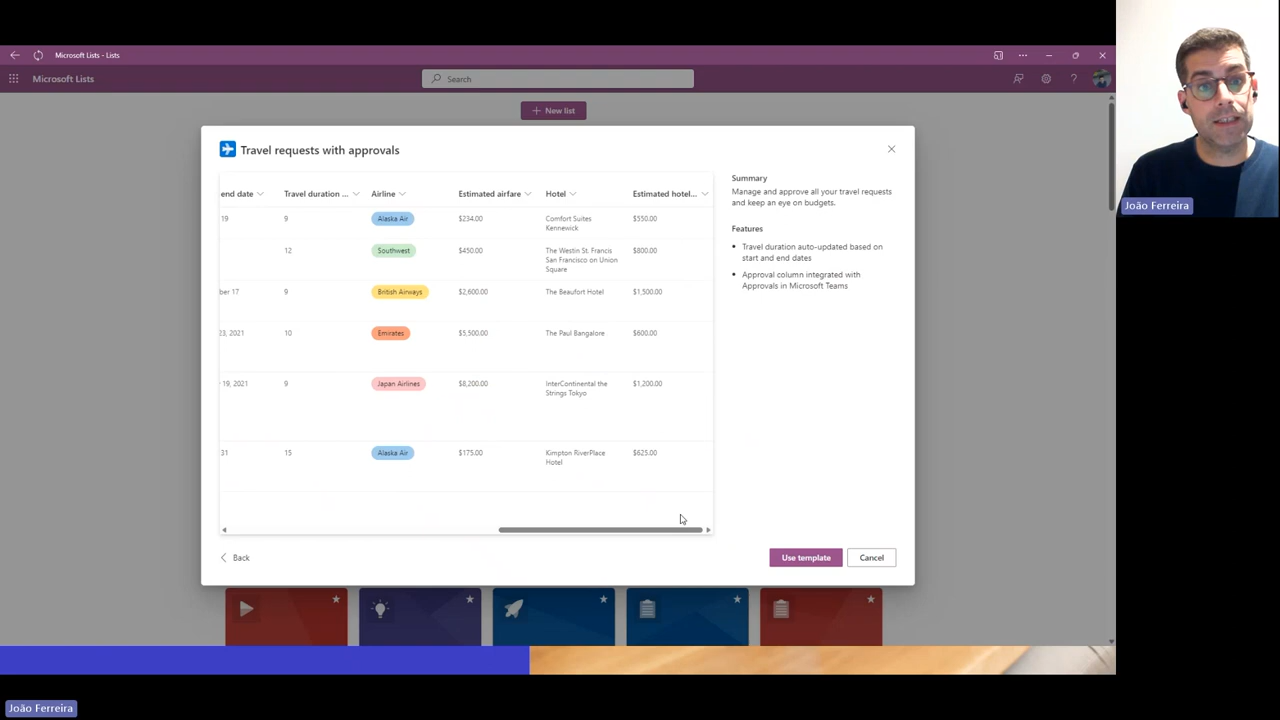 Microsoft Lists - Lists
Microsoft Lists
Search
New list
Travel requests with approvals
end date Travel duration ... Airline Estimated airfare Hotel Estimated hotel...
19 9 Alaska Air $234.00 Comfort Suites $550.00
Kennewick
12 Southwest $450.00 The Westin St. Francis $800.00
San Francisco on Union
Square
ber 17 9 British Airways $2,600.00 The Beaufort Hotel $1,500.00
23, 2021 10 Emirates $5,500.00 The Paul Bangalore $600.00
19, 2021 9 Japan Airlines $8,200.00 InterContinental the $1,200.00
Strings Tokyo
31 15 Alaska Air $175.00 Kimpton RiverPlace $625.00
Hotel
Summary
Manage and approve all your travel requests
and keep an eye on budgets.
Features
Travel duration auto-updated based on
start and end dates
Approval column integrated with
Approvals in Microsoft Teams
Back
Use template
Cancel
João Ferreira
João Ferreira